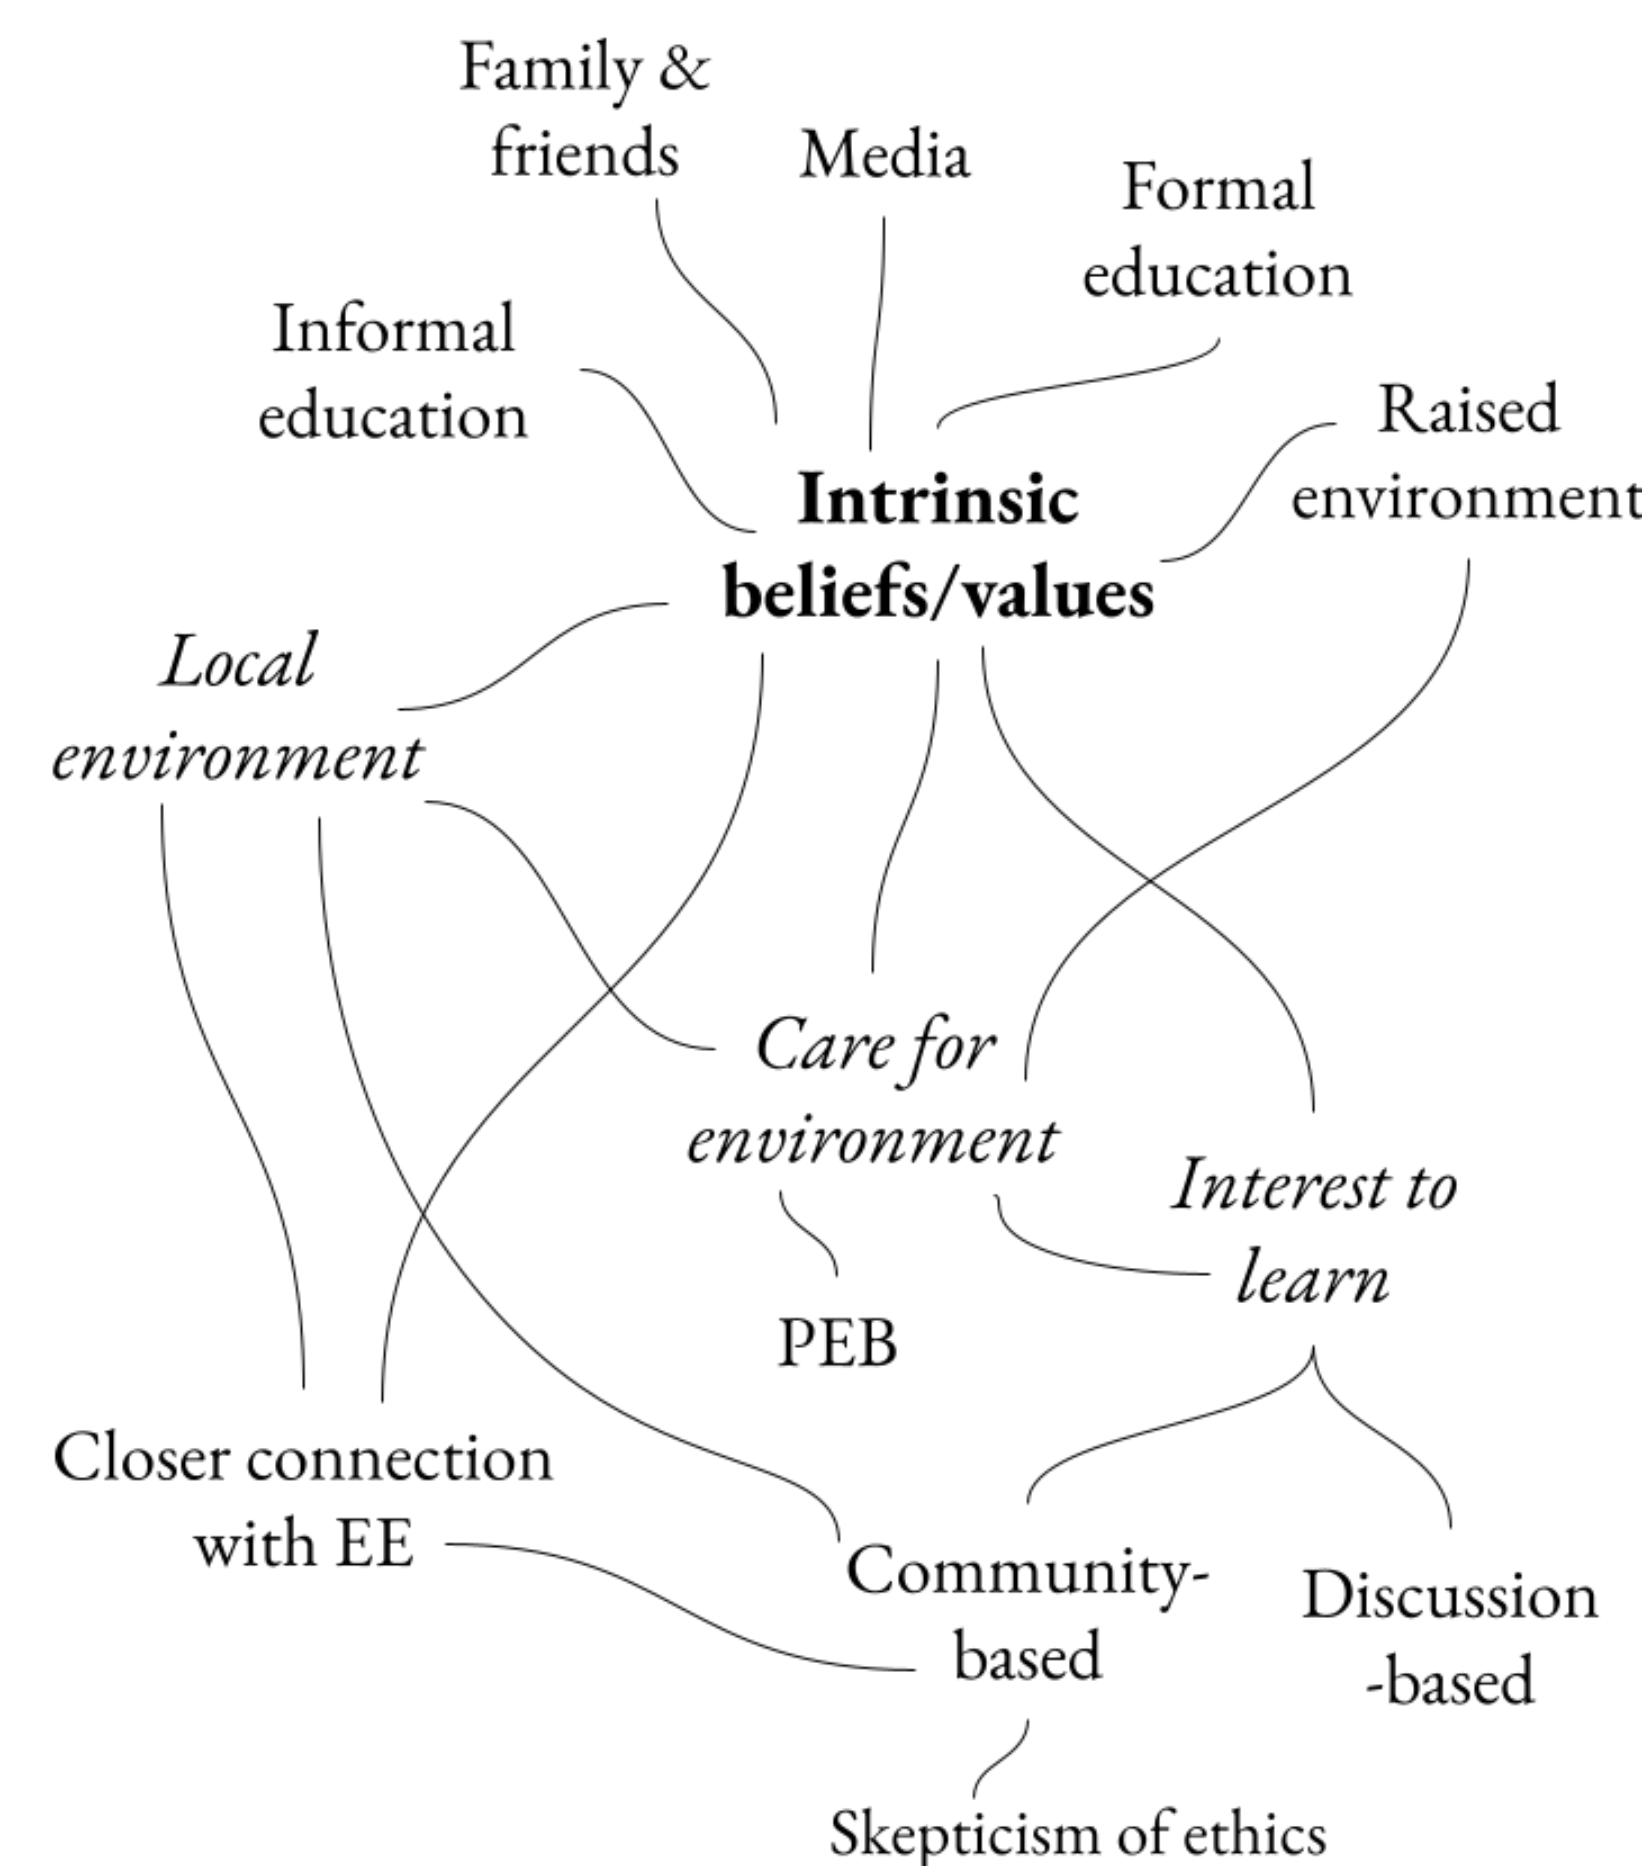 Family &
friends
Media
Formal
education
Informal
education
Raised
environment
Intrinsic
beliefs/values
Local
environment
Care for
environment
Interest to
learn
PEB
Closer connection
with EE
Community-
based
Discussion
-based
Skepticism of ethics